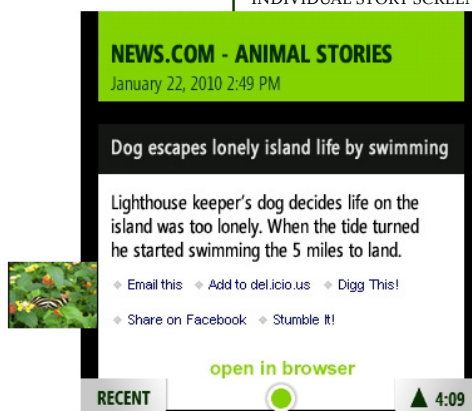 INDIVIDUAL STORY SCREEN
NEWS.COM - ANIMAL STORIES
January 22, 2010 2:49 PM
Dog escapes lonely island life by swimming
Lighthouse keeper's dog decides life on the
island was too lonely. When the tide turned
he started swimming the 5 miles to land.
Email this Add to del.icio.us Digg This!
Share on Facebook Stumble It!
open in browser
RECENT 4:09